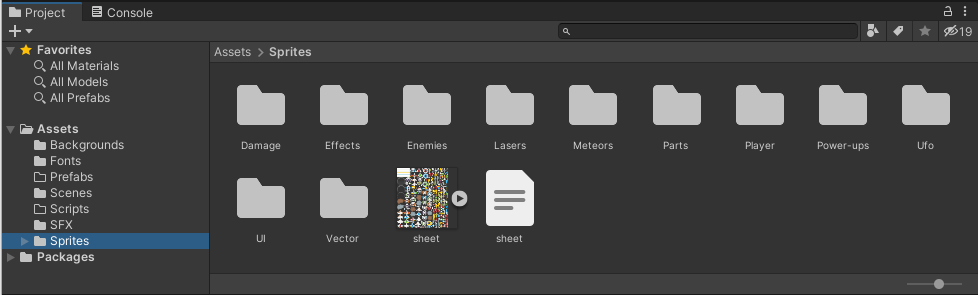 Project
Console
19
Favorites
All Materials
All Models
All Prefabs
Assets
Backgrounds
Fonts
Prefabs
Scenes
Scripts
SFX
Sprites
Packages
Assets > Sprites
Damage Effects Enemies Lasers Meteors Parts Player Power-ups Ufo
UI Vector sheet sheet